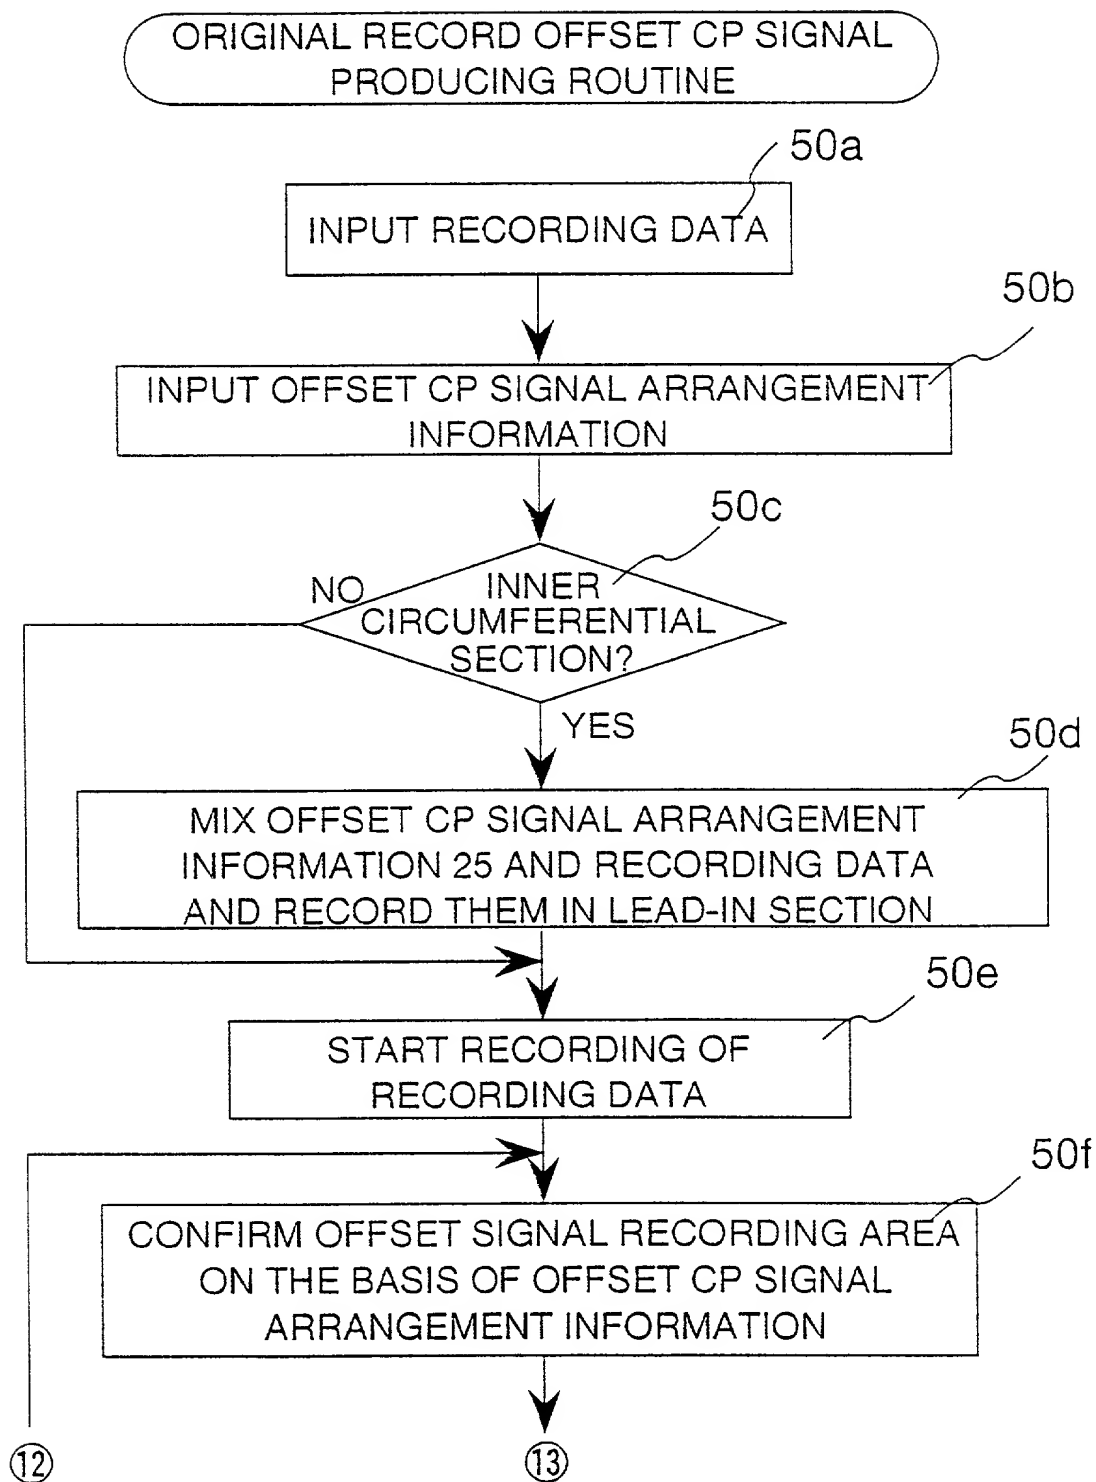 ORIGINAL RECORD OFFSET CP SIGNAL
PRODUCING ROUTINE
50a
INPUT RECORDING DATA
50b
INPUT OFFSET CP SIGNAL ARRANGEMENT
INFORMATION
50c
NO
INNER
CIRCUMFERENTIAL
SECTION?
YES
50d
MIX OFFSET CP SIGNAL ARRANGEMENT
INFORMATION 25 AND RECORDING DATA
AND RECORD THEM IN LEAD-IN SECTION
50e
START RECORDING OF
RECORDING DATA
50f
CONFIRM OFFSET SIGNAL RECORDING AREA
ON THE BASIS OF OFFSET CP SIGNAL
ARRANGEMENT INFORMATION
⑫ ⑬